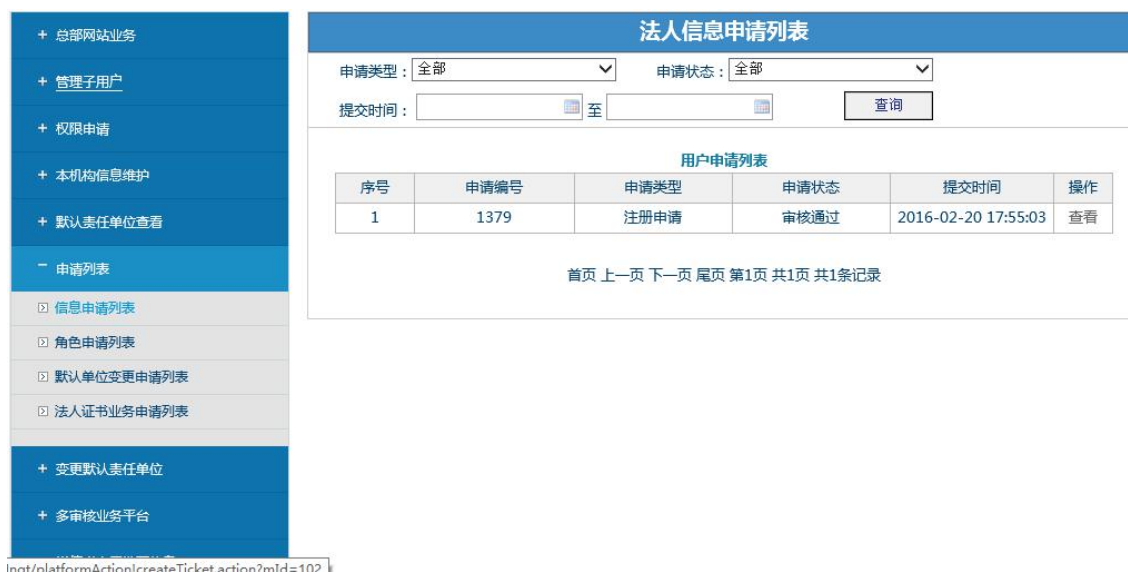 总部网站业务
管理子用户
权限申请
本机构信息维护
默认责任单位查看
申请列表
信息申请列表
角色申请列表
默认单位变更申请列表
法人证书业务申请列表
变更默认责任单位
多审核业务平台
法人信息申请列表
申请类型： 全部 申请状态： 全部
提交时间： 至 查询
用户申请列表
序号 申请编号 申请类型 申请状态 提交时间 操作
1 1379 注册申请 审核通过 2016-02-20 17:55:03 查看
首页 上一页 下一页 尾页 第1页 共1页 共1条记录
ngt/platformAction!createTicket.action?mId=102